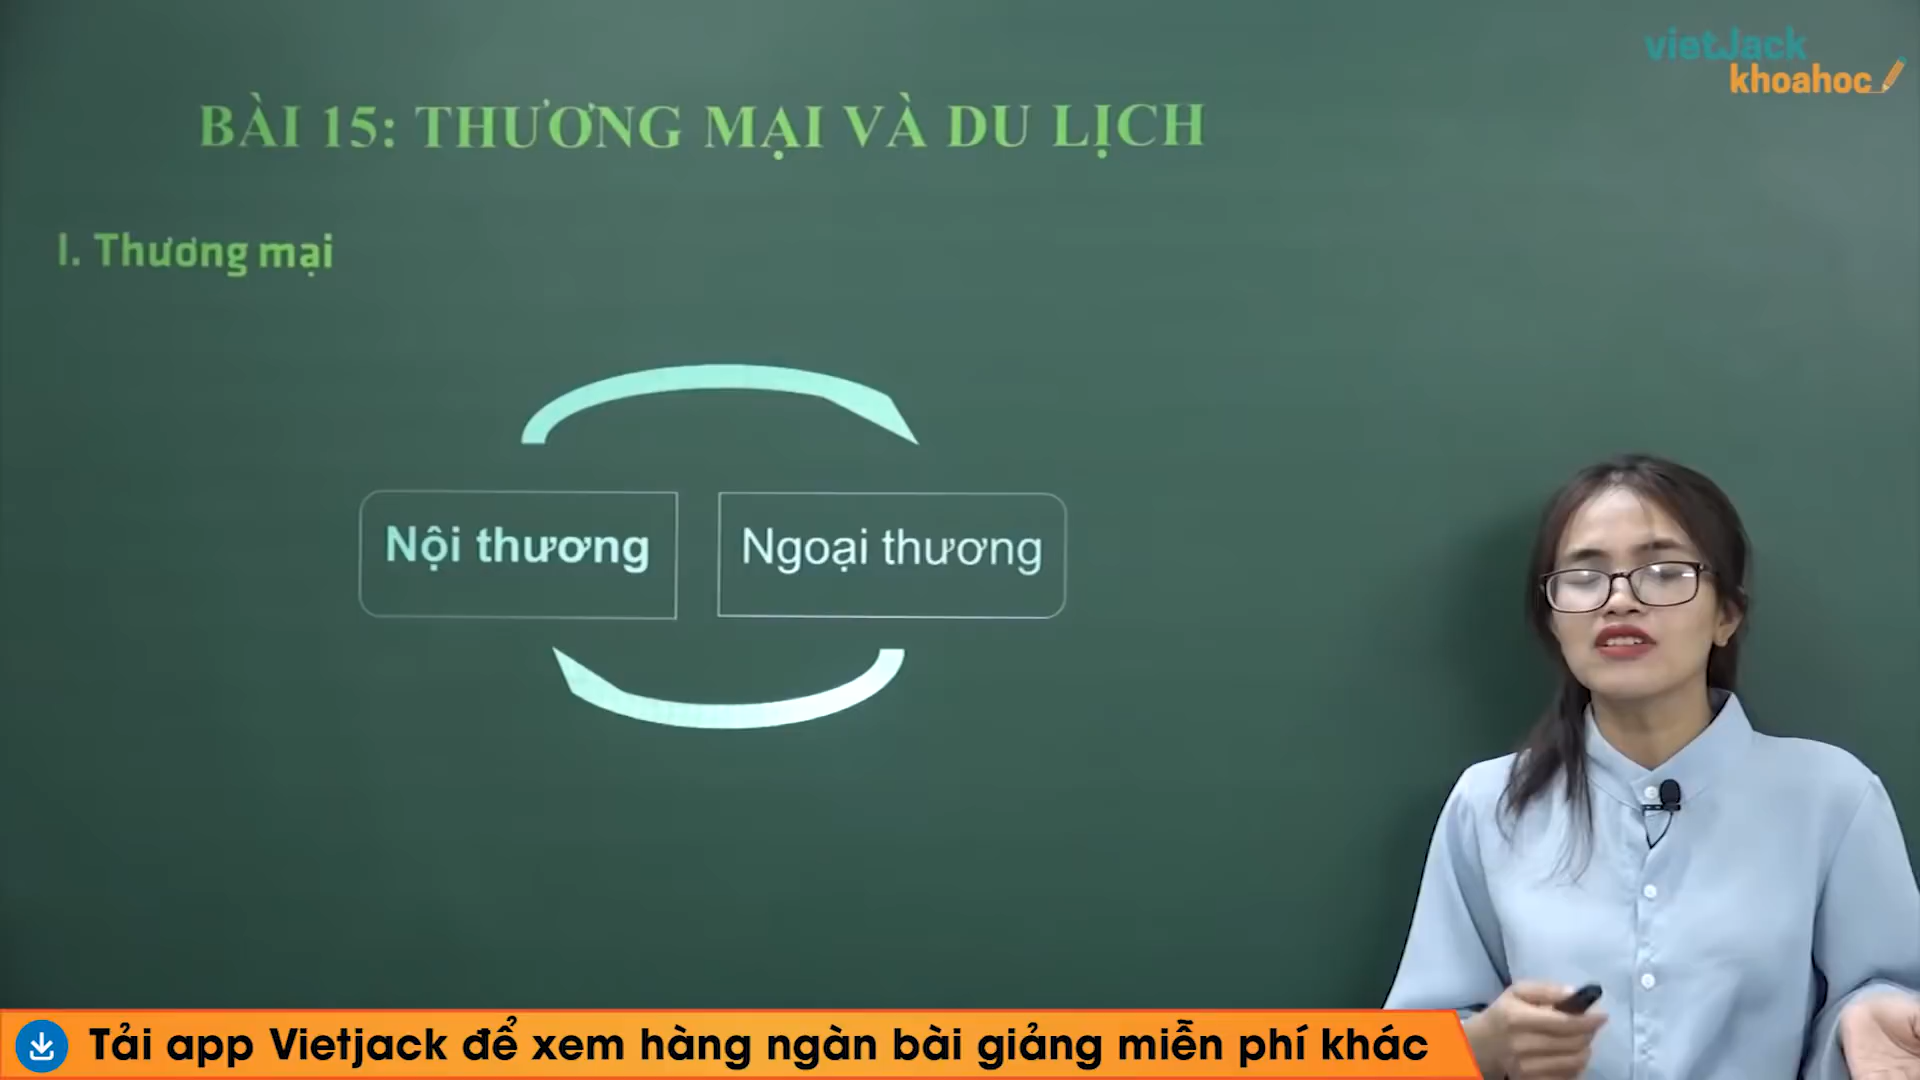 vietJack
khoahoc
BÀI 15: THƯƠNG MẠI VÀ DU LỊCH
I. Thương mại
Nội thương
Ngoại thương
Tải app Vietjack để xem hàng ngàn bài giảng miễn phí khác